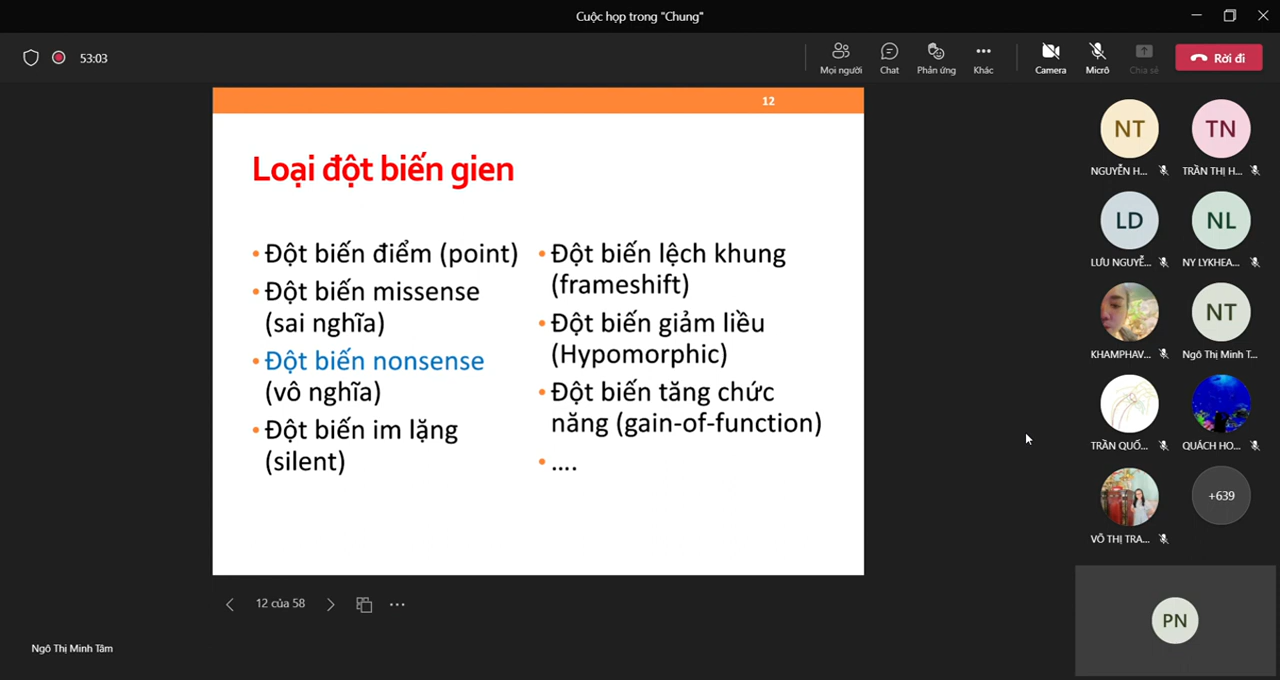 Cuộc họp trong "Chung"
53:03
Mọi người
Chat
Phản ứng
Khác
Camera
Micrô
Chia sẻ
Rời đi
12
Loại đột biến gien
• Đột biến điểm (point)
• Đột biến missense
(sai nghĩa)
• Đột biến nonsense
(vô nghĩa)
• Đột biến im lặng
(silent)
• Đột biến lệch khung
(frameshift)
• Đột biến giảm liều
(Hypomorphic)
• Đột biến tăng chức
năng (gain-of-function)
• ....
12 của 58
Ngô Thị Minh Tâm
NT
TN
NGUYỄN H...
TRẦN THỊ H...
LD
NL
LƯU NGUYỄ...
NY LYKHEA...
NT
KHAMPHAV...
Ngô Thị Minh T...
TRẦN QUỐ...
QUÁCH HO...
+639
VÕ THỊ TRA...
PN